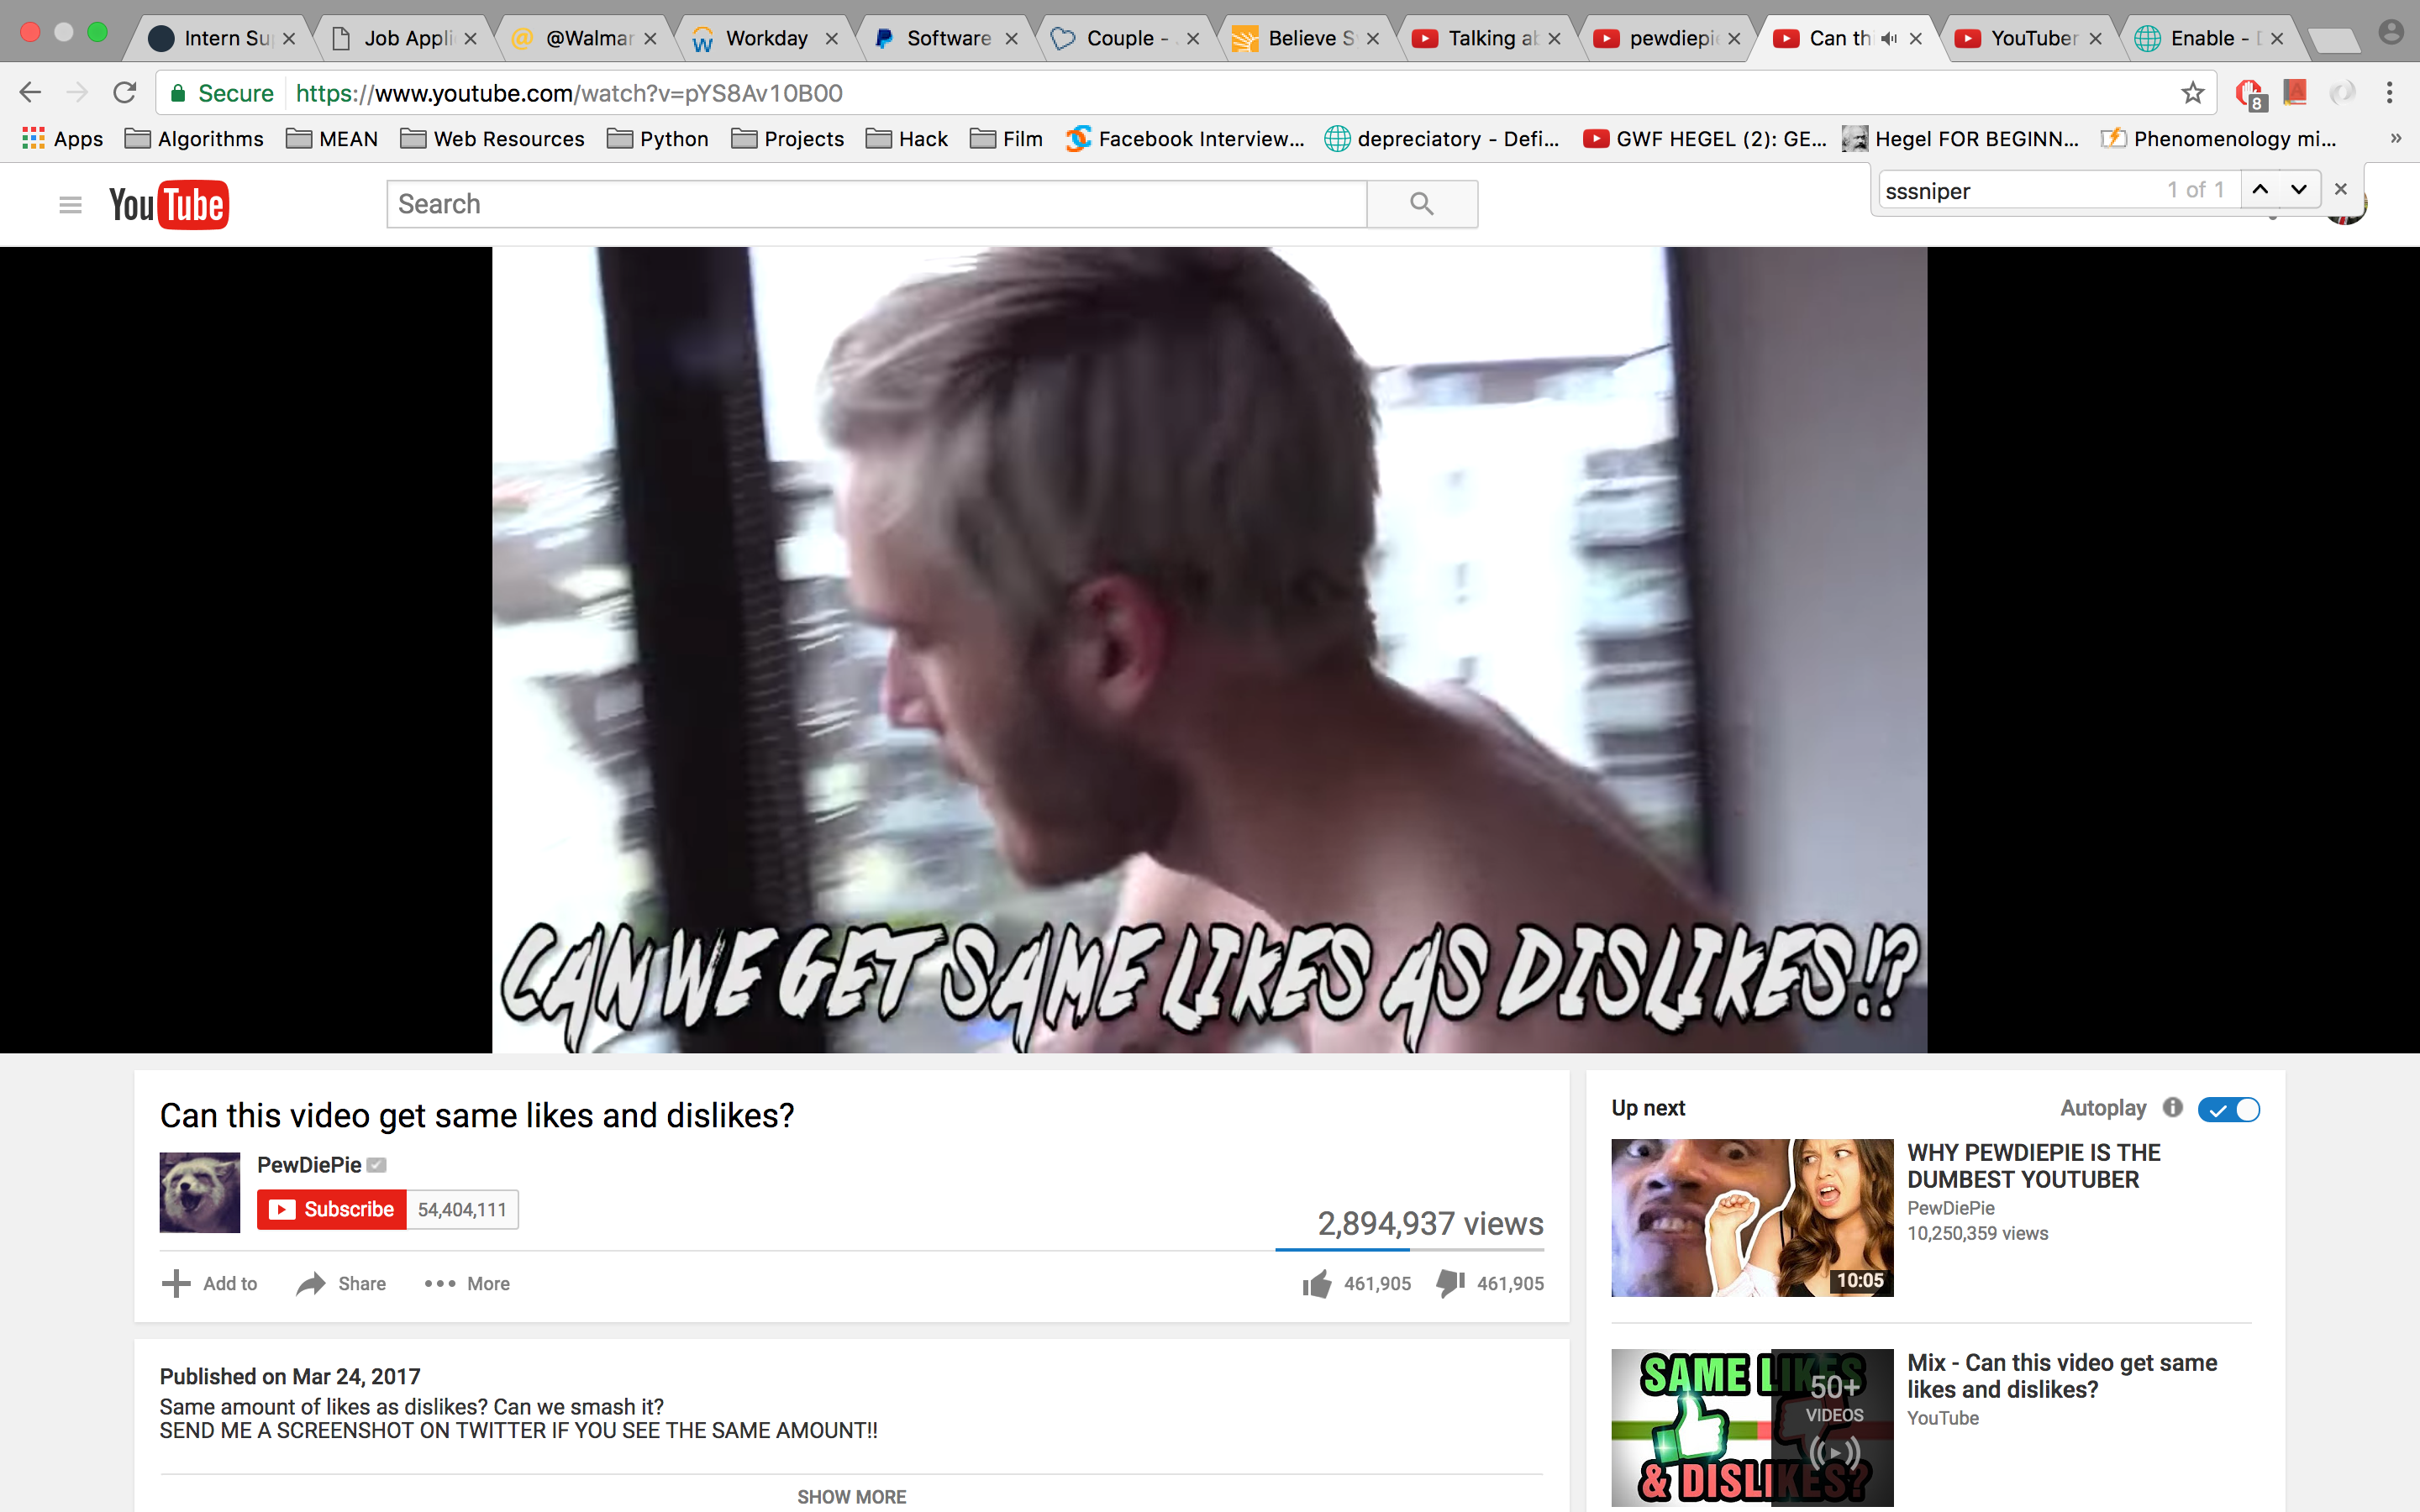 Intern Su
Job Appli
@Walmar
Workday
Software
Couple -
Believe S
Talking a
pewdiepi
Can th
YouTuber
Enable -
Secure https://www.youtube.com/watch?v=pYS8Av10B00
8
Apps Algorithms MEAN Web Resources Python Projects Hack Film Facebook Interview... depreciatory - Defi... GWF HEGEL (2): GE... Hegel FOR BEGINN... Phenomenology mi... »
YouTube
Search
sssniper 1 of 1
CAN WE GET SAME LIKES AS DISLIKES!?
Can this video get same likes and dislikes?
PewDiePie
Subscribe 54,404,111
2,894,937 views
Add to Share More
461,905 461,905
Published on Mar 24, 2017
Same amount of likes as dislikes? Can we smash it?
SEND ME A SCREENSHOT ON TWITTER IF YOU SEE THE SAME AMOUNT!!
SHOW MORE
Up next Autoplay
WHY PEWDIEPIE IS THE
DUMBEST YOUTUBER
PewDiePie
10,250,359 views
10:05
Mix - Can this video get same
likes and dislikes?
YouTube
SAME LIKES
50+
VIDEOS
& DISLIKES?